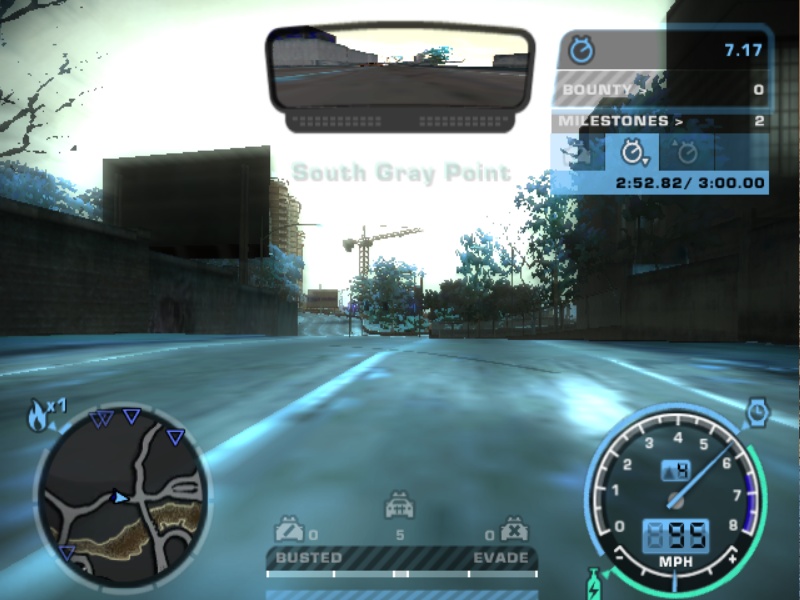 7.17
BOUNTY > 0
MILESTONES > 2
South Gray Point
2:52.82/ 3:00.00
x1
0 5 0
BUSTED EVADE
0 1 2 3 4 5 6 7 8
4
95
MPH
- +